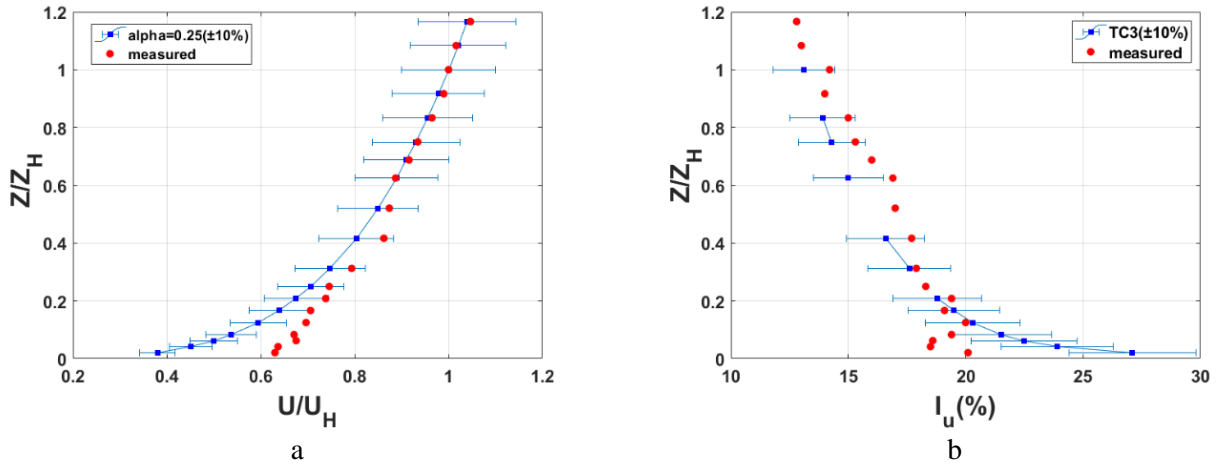 1.2
1
0.8
0.6
0.4
0.2
0
Z/Z_H
alpha=0.25(±10%)
measured
0.2 0.4 0.6 0.8 1 1.2
U/U_H
a
1.2
1
0.8
0.6
0.4
0.2
0
Z/Z_H
TC3(±10%)
measured
10 15 20 25 30
I_u(%)
b